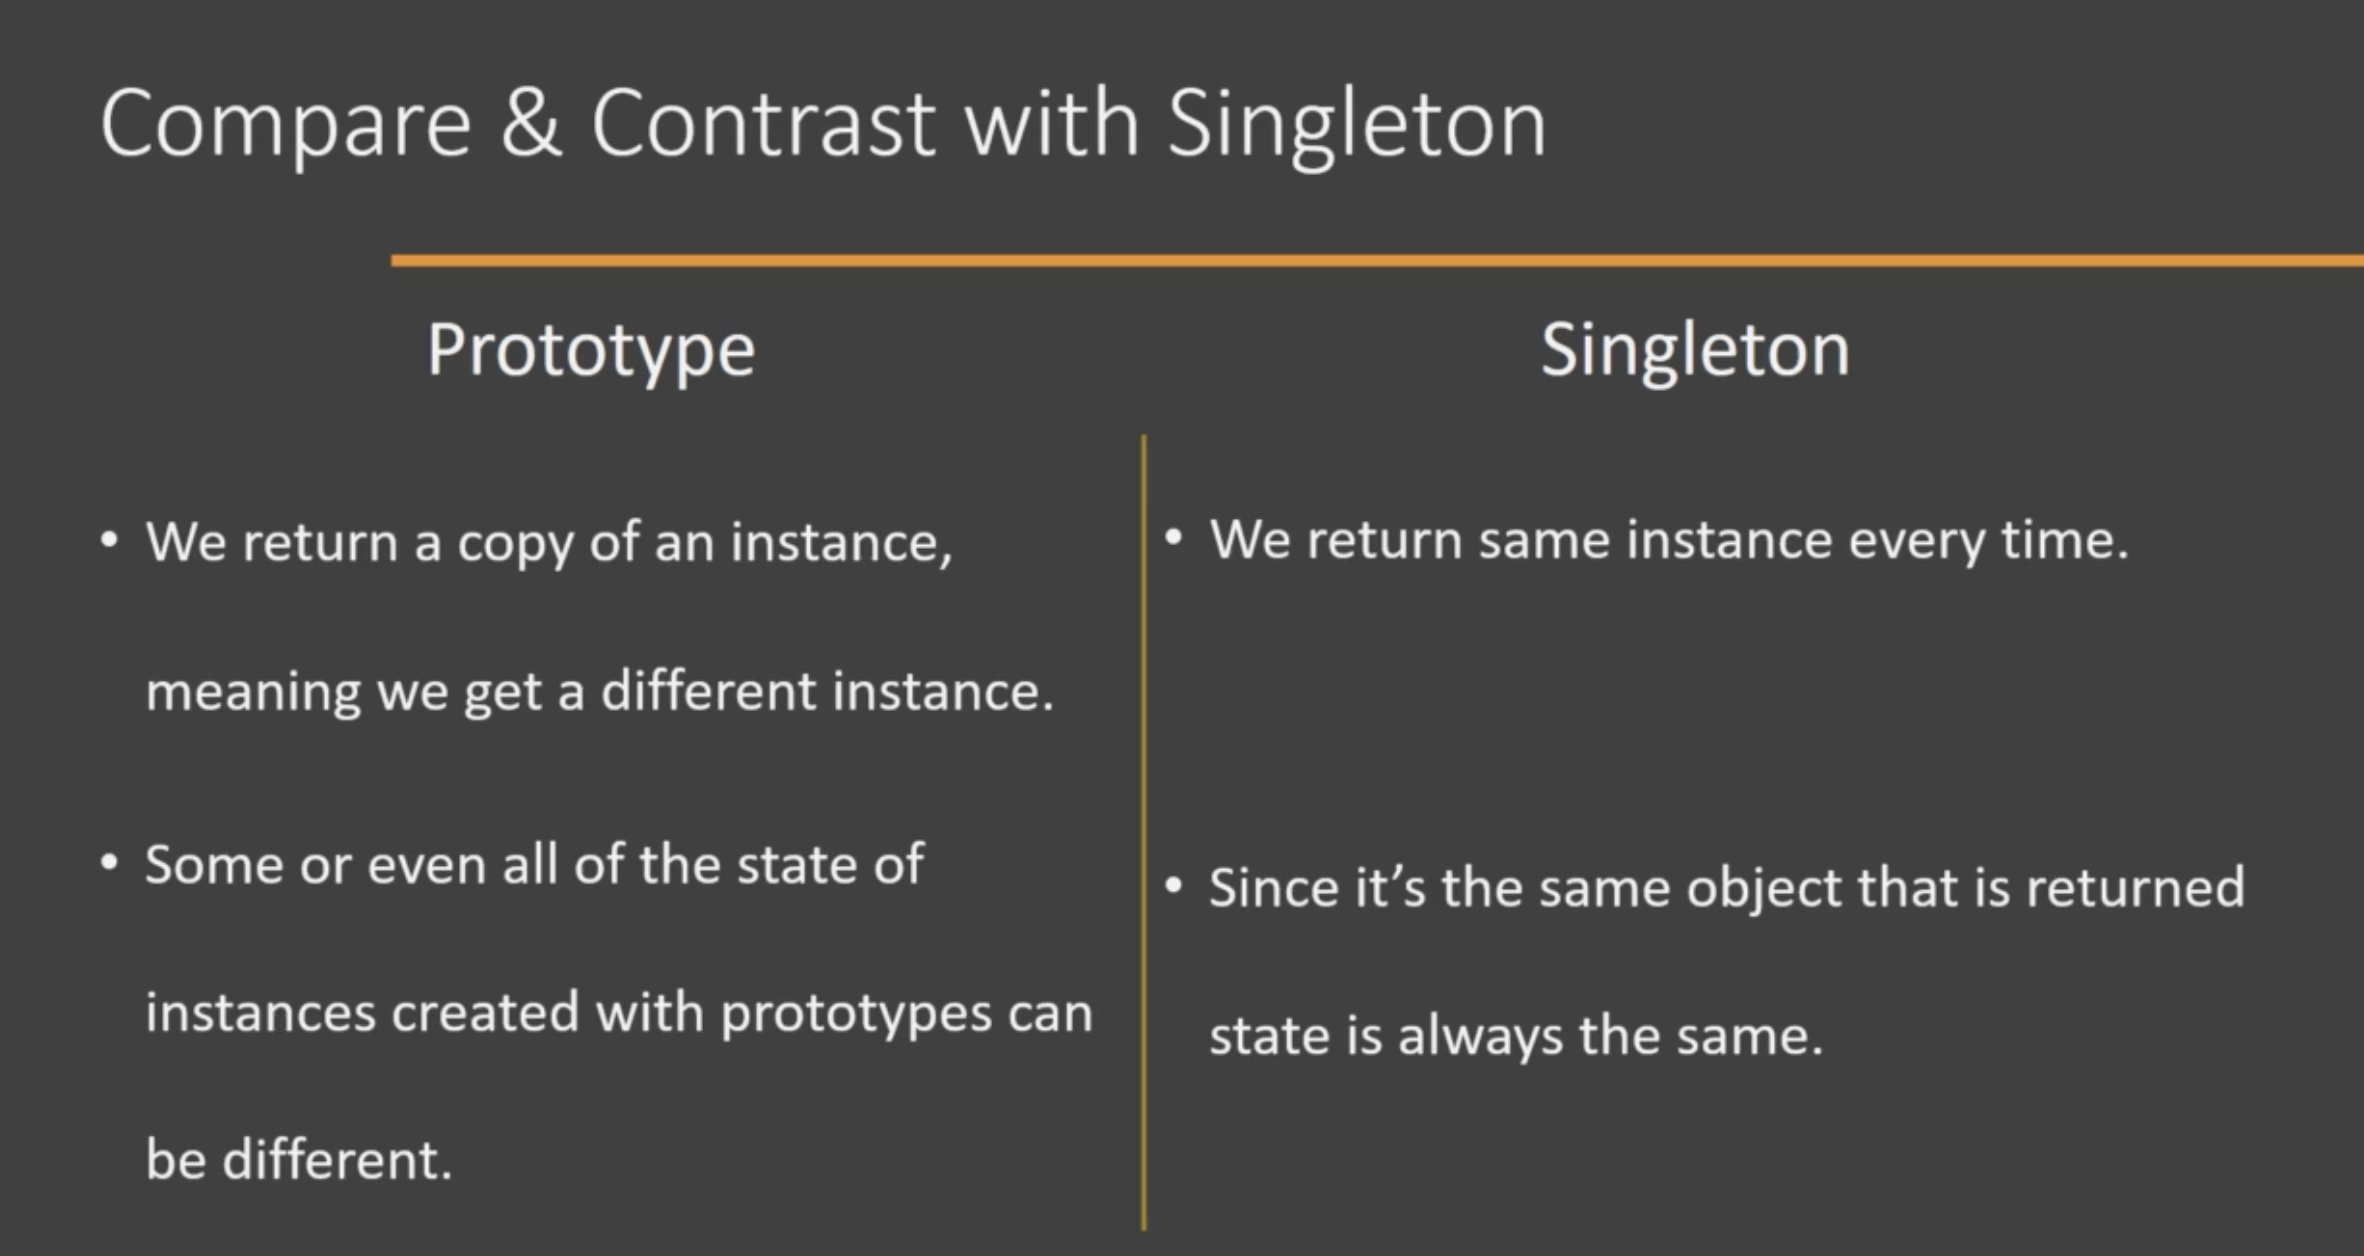 Compare & Contrast with Singleton
Prototype
• We return a copy of an instance,
meaning we get a different instance.
• Some or even all of the state of
instances created with prototypes can
be different.
Singleton
• We return same instance every time.
• Since it’s the same object that is returned
state is always the same.